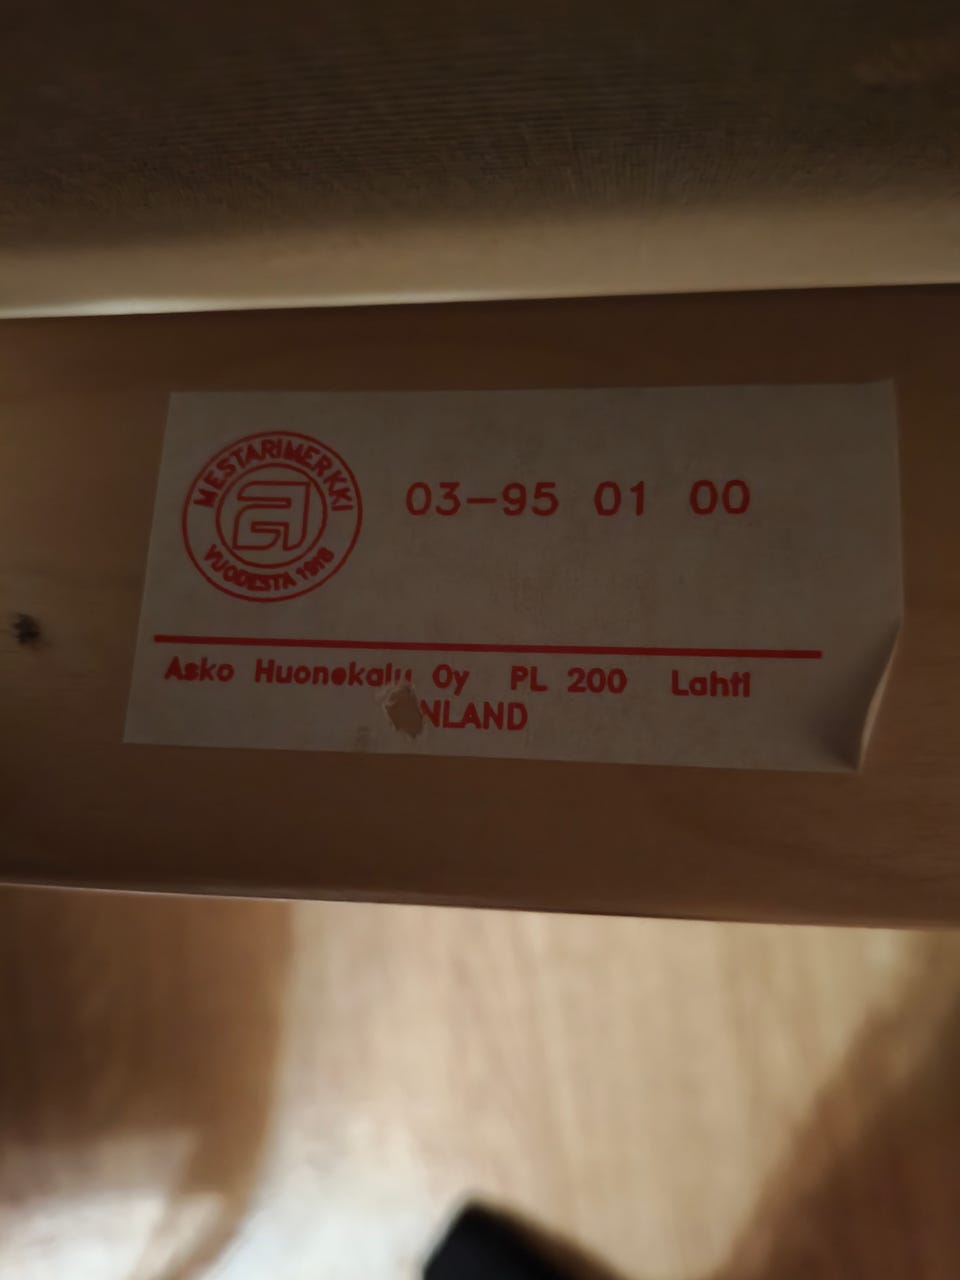 MESTARIMERKKI
VUODESTA 1918
03-95 01 00
Asko Huonekalu Oy PL 200 Lahti
NLAND